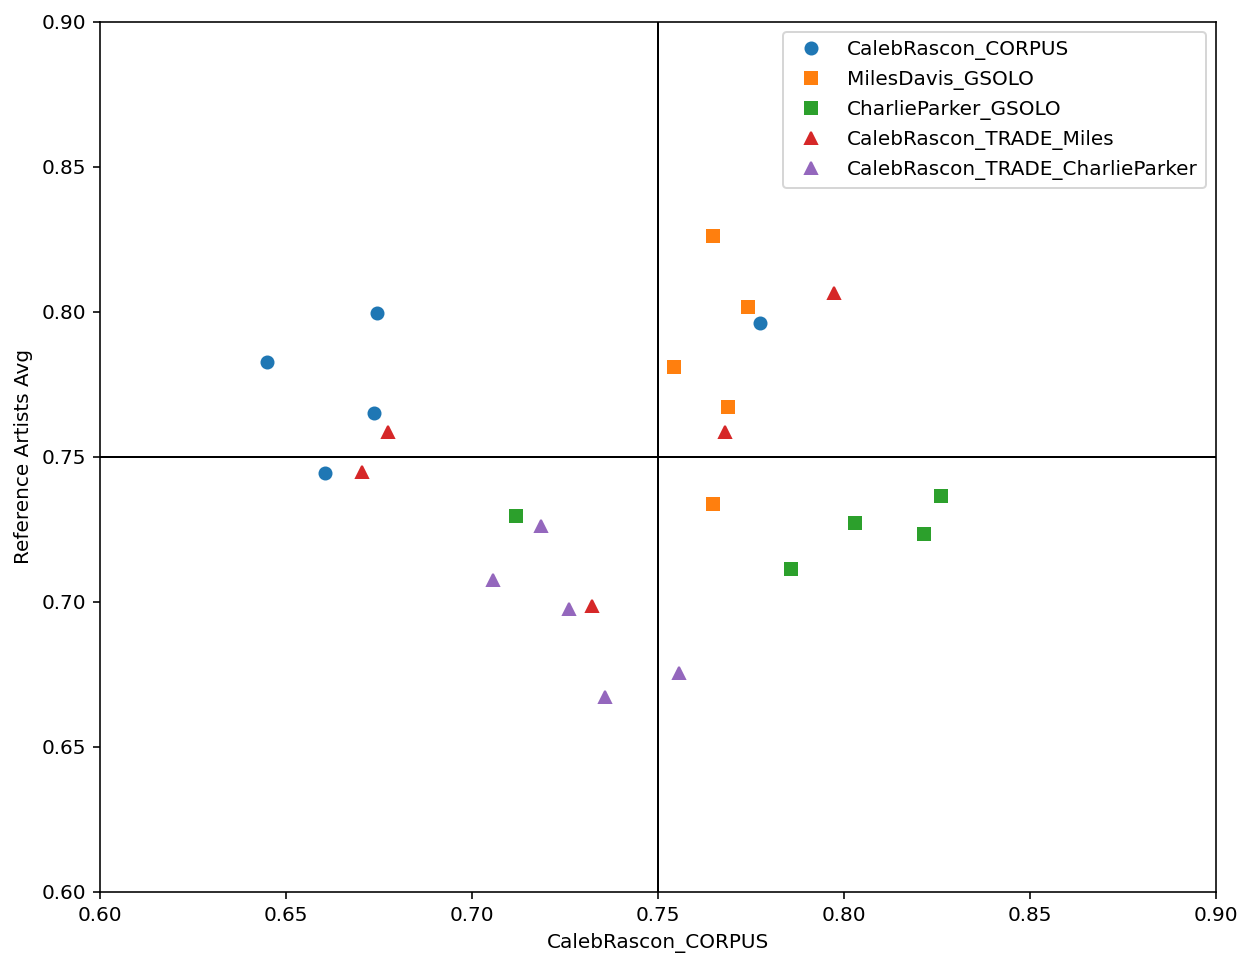 CalebRascon_CORPUS
MilesDavis_GSOLO
CharlieParker_GSOLO
CalebRascon_TRADE_Miles
CalebRascon_TRADE_CharlieParker
Reference Artists Avg
0.90
0.85
0.80
0.75
0.70
0.65
0.60
0.60 0.65 0.70 0.75 0.80 0.85 0.90
CalebRascon_CORPUS